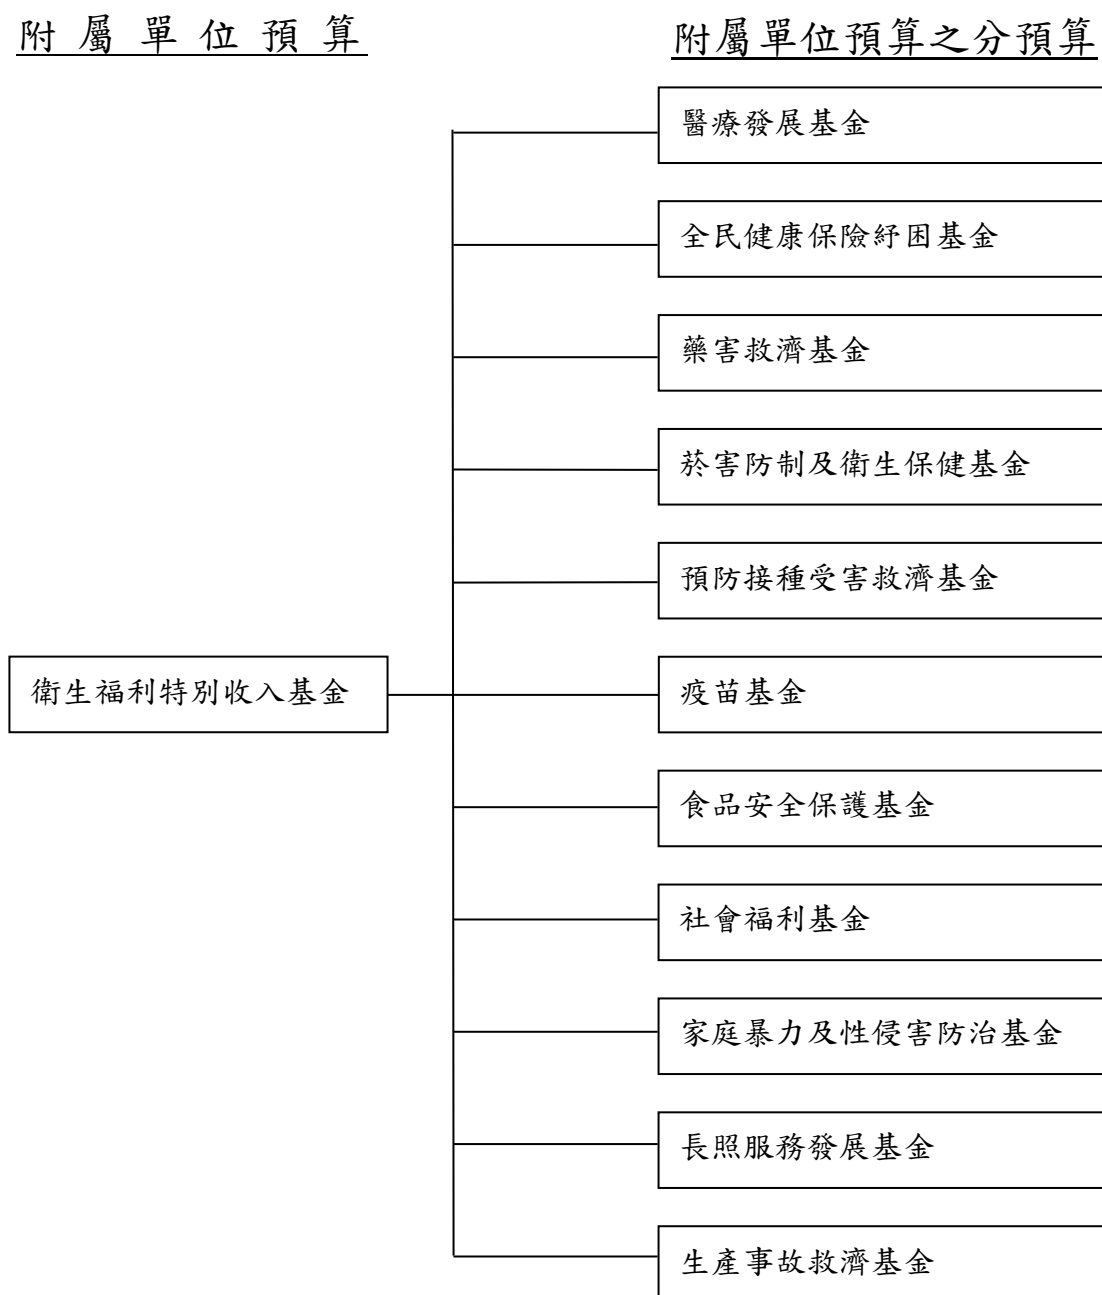 附屬單位預算
附屬單位預算之分預算
醫療發展基金
全民健康保險紓困基金
藥害救濟基金
菸害防制及衛生保健基金
預防接種受害救濟基金
衛生福利特別收入基金
疫苗基金
食品安全保護基金
社會福利基金
家庭暴力及性侵害防治基金
長照服務發展基金
生產事故救濟基金